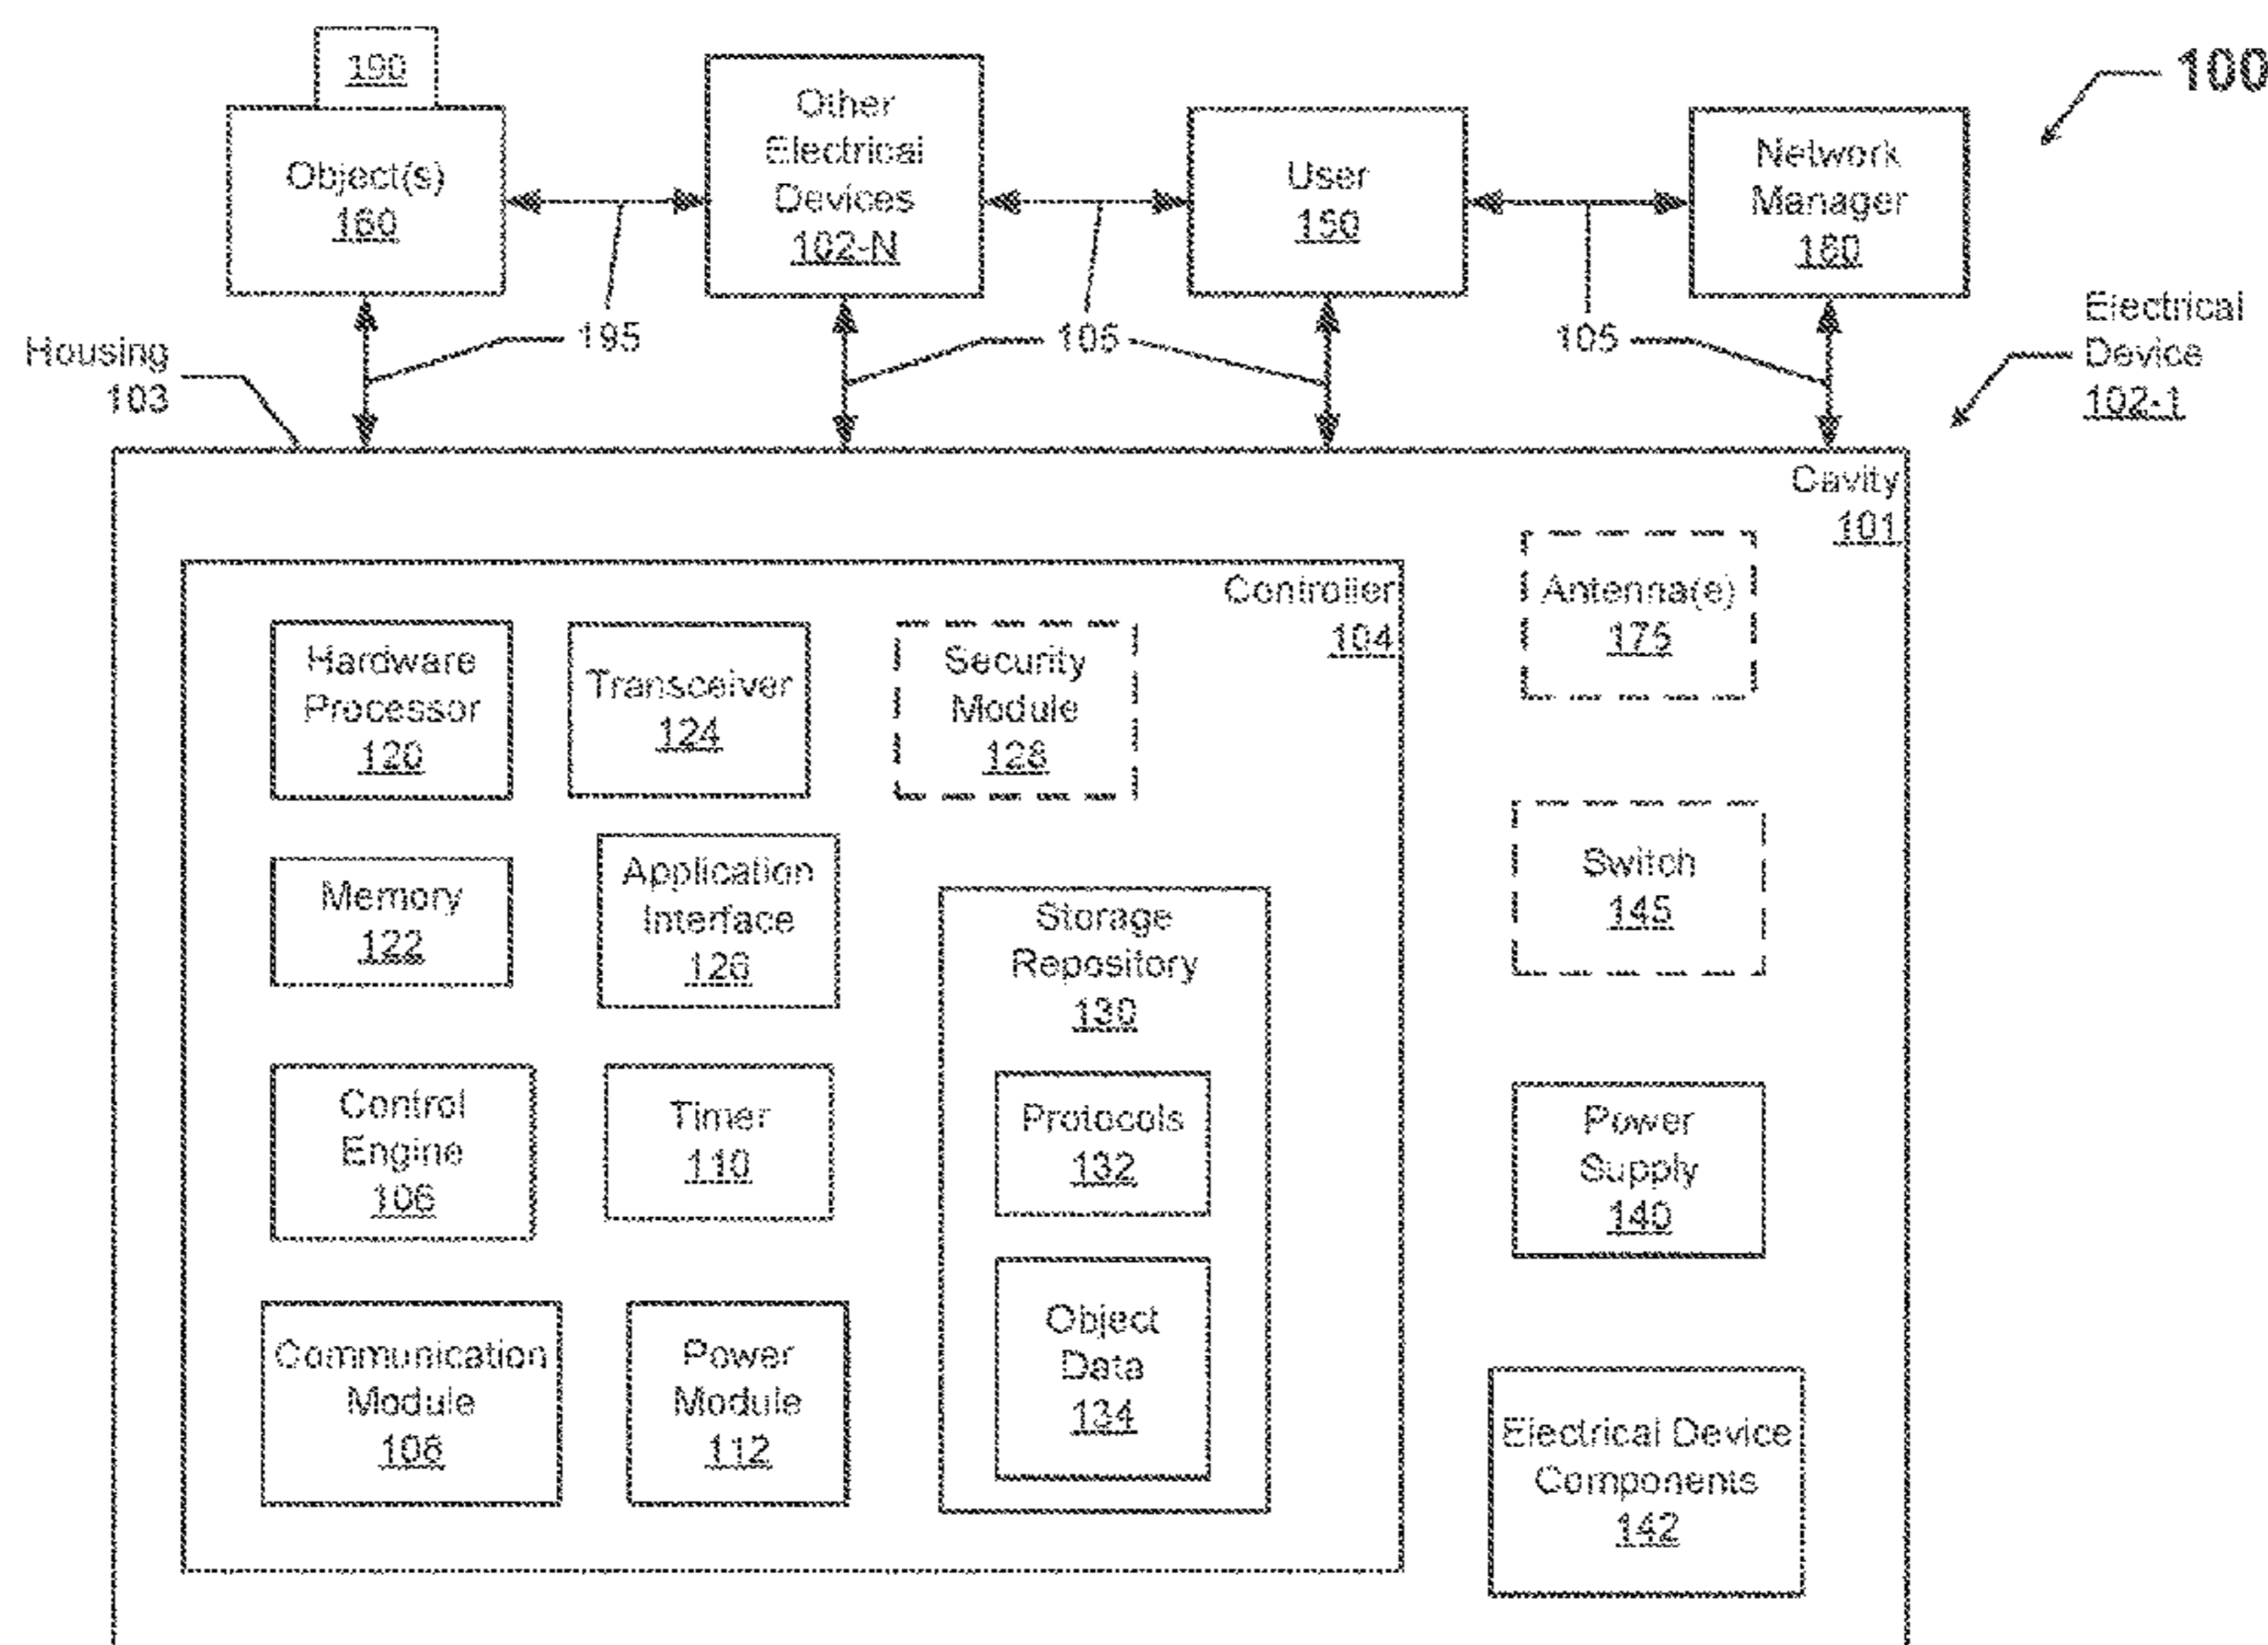 190
Object(s)
160
Other
Electrical
Devices
102-N
User
150
Network
Manager
180
100
195
105
105
Housing
103
Electrical
Device
102-1
Cavity
101
Controller
104
Hardware
Processor
120
Transceiver
124
Security
Module
128
Antenna(e)
175
Memory
122
Application
Interface
126
Storage
Repository
130
Switch
145
Control
Engine
106
Timer
110
Protocols
132
Power
Supply
140
Communication
Module
108
Power
Module
112
Object
Data
134
Electrical Device
Components
142